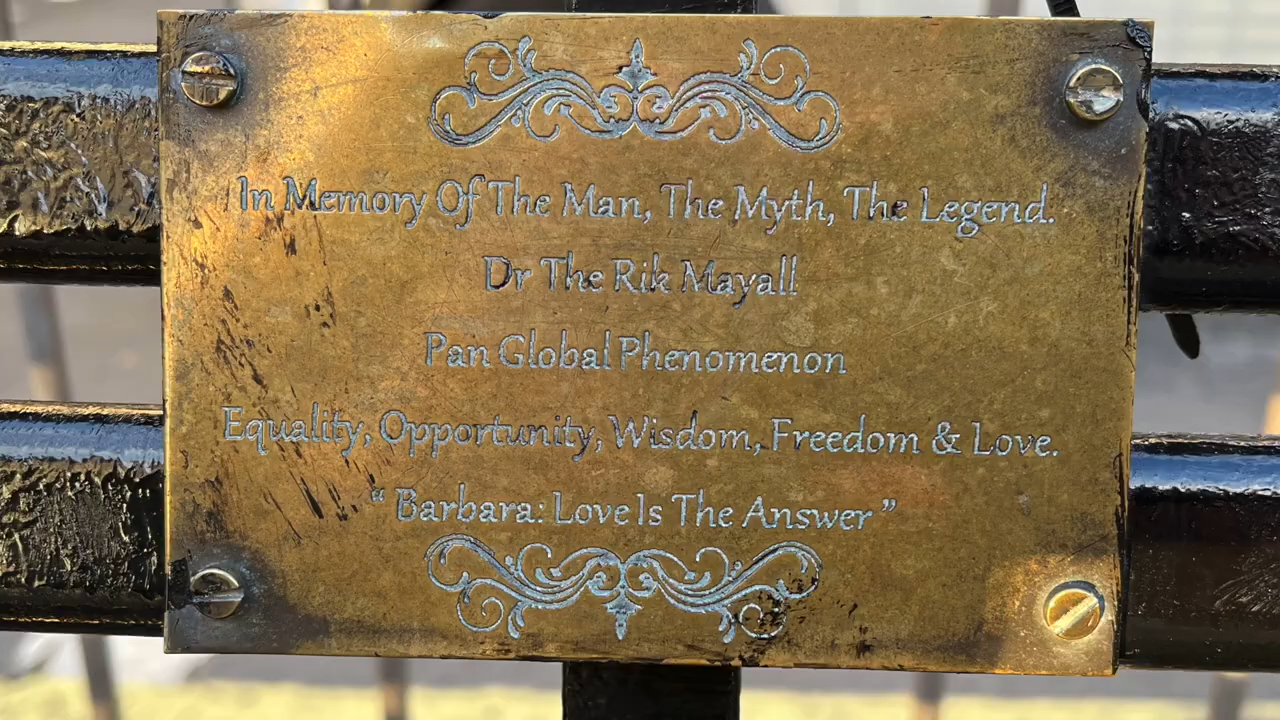 In Memory Of The Man, The Myth, The Legend.
Dr The Rik Mayall
Pan Global Phenomenon
Equality, Opportunity, Wisdom, Freedom & Love.
“ Barbara: Love Is The Answer ”